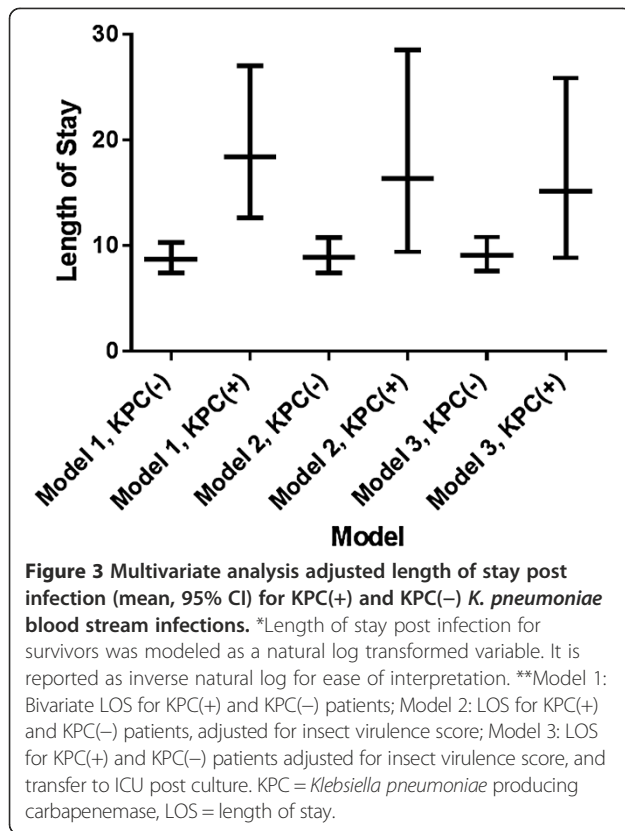 30
20
10
0
Length of Stay
Model 1, KPC(-)
Model 1, KPC(+)
Model 2, KPC(-)
Model 2, KPC(+)
Model 3, KPC(-)
Model 3, KPC(+)
Model
Figure 3 Multivariate analysis adjusted length of stay post
infection (mean, 95% CI) for KPC(+) and KPC(−) K. pneumoniae
blood stream infections. *Length of stay post infection for
survivors was modeled as a natural log transformed variable. It is
reported as inverse natural log for ease of interpretation. **Model 1:
Bivariate LOS for KPC(+) and KPC(−) patients; Model 2: LOS for KPC(+)
and KPC(−) patients, adjusted for insect virulence score; Model 3: LOS
for KPC(+) and KPC(−) patients adjusted for insect virulence score, and
transfer to ICU post culture. KPC = Klebsiella pneumoniae producing
carbapenemase, LOS = length of stay.